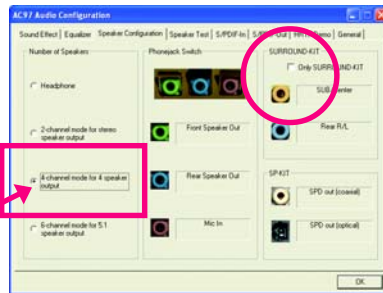 AC97 Audio Configuration
Sound Effect | Equalizer | Speaker Configuration | Speaker Test | S/PDIF-In | Demo | General
Number of Speakers
Phonejack Switch
SURROUND-KIT
Only SURROUND-KIT
Headphone
SUB Center
2-channel mode for stereo
speaker output
Front Speaker Out
Rear R/L
4-channel mode for 4 speaker
output
Rear Speaker Out
SP-KIT
SPD out (coaxial)
6-channel mode for 5.1
speaker output
Mic In
SPD out (optical)
OK